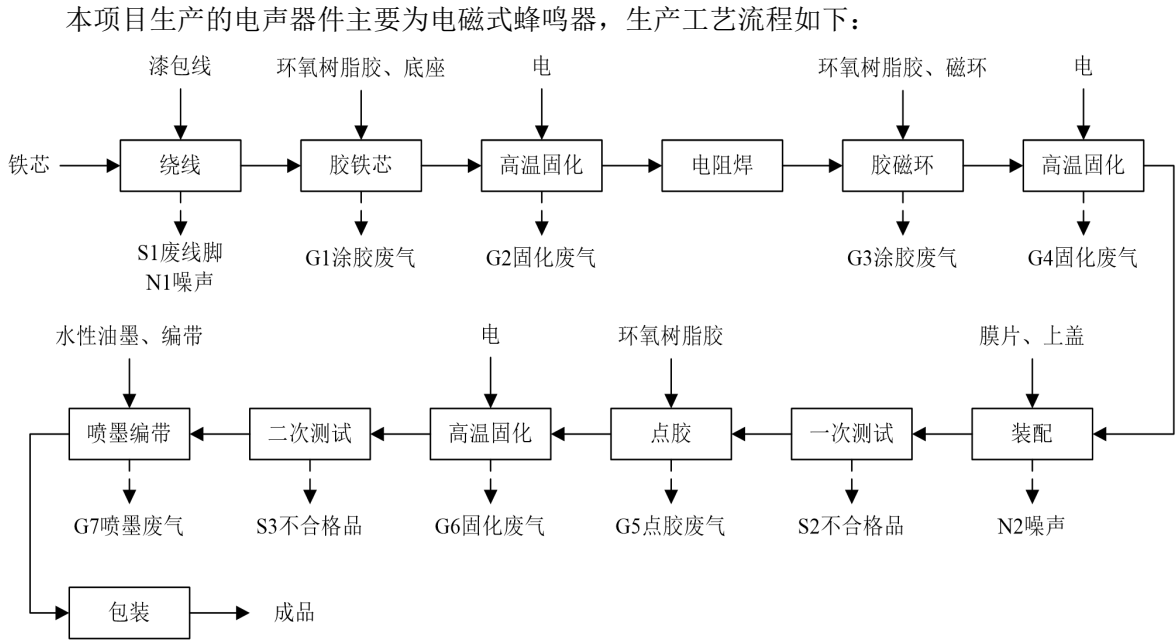 本项目生产的电声器件主要为电磁式蜂鸣器，生产工艺流程如下：
漆包线
环氧树脂胶、底座
电
环氧树脂胶、磁环
电
铁芯
绕线
胶铁芯
高温固化
电阻焊
胶磁环
高温固化
S1废线脚
N1噪声
G1涂胶废气
G2固化废气
G3涂胶废气
G4固化废气
水性油墨、编带
电
环氧树脂胶
膜片、上盖
喷墨编带
二次测试
高温固化
点胶
一次测试
装配
G7喷墨废气
S3不合格品
G6固化废气
G5点胶废气
S2不合格品
N2噪声
包装
成品